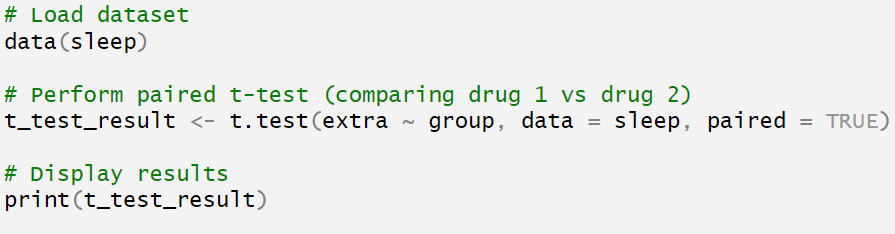 # Load dataset
data(sleep)
# Perform paired t-test (comparing drug 1 vs drug 2)
t_test_result <- t.test(extra ~ group, data = sleep, paired = TRUE)
# Display results
print(t_test_result)